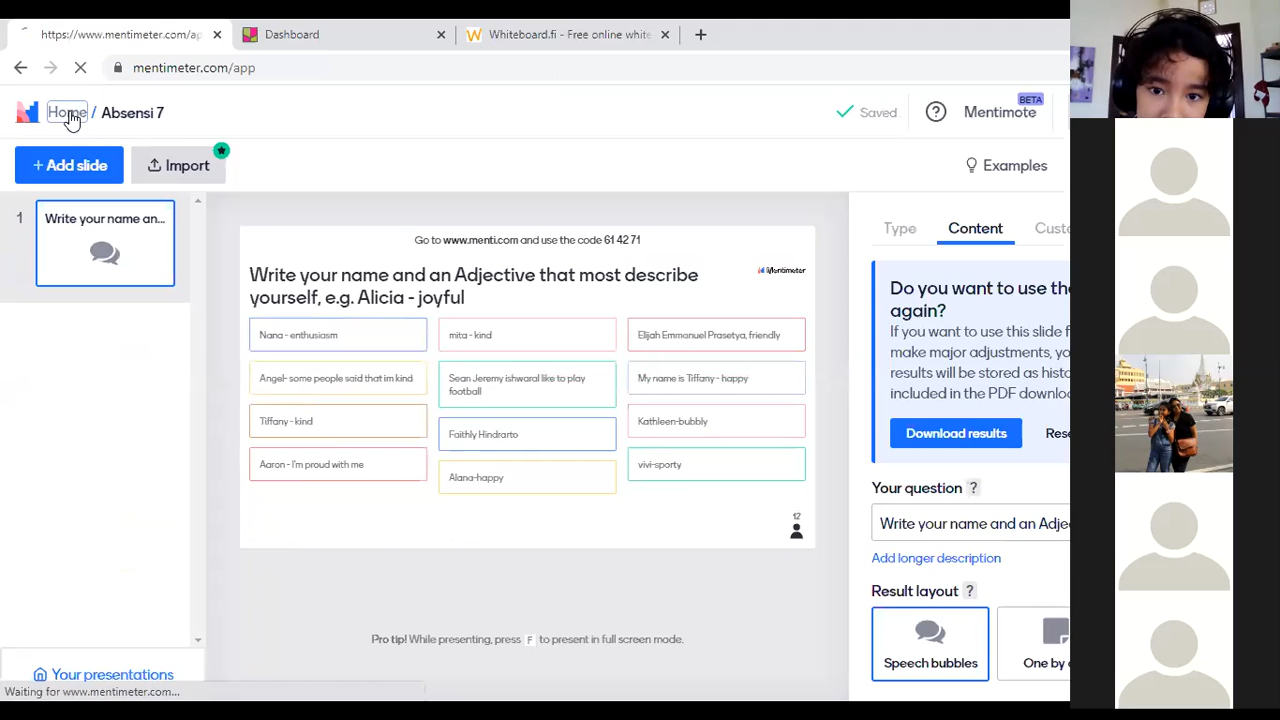 https://www.mentimeter.com/ap
Dashboard
Whiteboard.fi - Free online white
mentimeter.com/app
Home / Absensi 7
Saved
Mentimote
BETA
+ Add slide
Import
Examples
1
Write your name an...
Go to www.menti.com and use the code 61 42 71
Write your name and an Adjective that most describe
yourself, e.g. Alicia - joyful
Mentimeter
Nana - enthusiasm
mita - kind
Elijah Emmanuel Prasetya, friendly
Angel- some people said that im kind
Sean Jeremy ishwaral like to play
football
My name is Tiffany - happy
Tiffany - kind
Faithly Hindrarto
Kathleen-bubbly
Aaron - I'm proud with me
Alana-happy
vivi-sporty
12
Pro tip! While presenting, press F to present in full screen mode.
Type
Content
Custo
Do you want to use the
again?
If you want to use this slide f
make major adjustments, yo
results will be stored as histo
included in the PDF downlo
Download results
Rese
Your question ?
Write your name and an Adje
Add longer description
Result layout ?
Speech bubbles
One by o
Your presentations
Waiting for www.mentimeter.com...